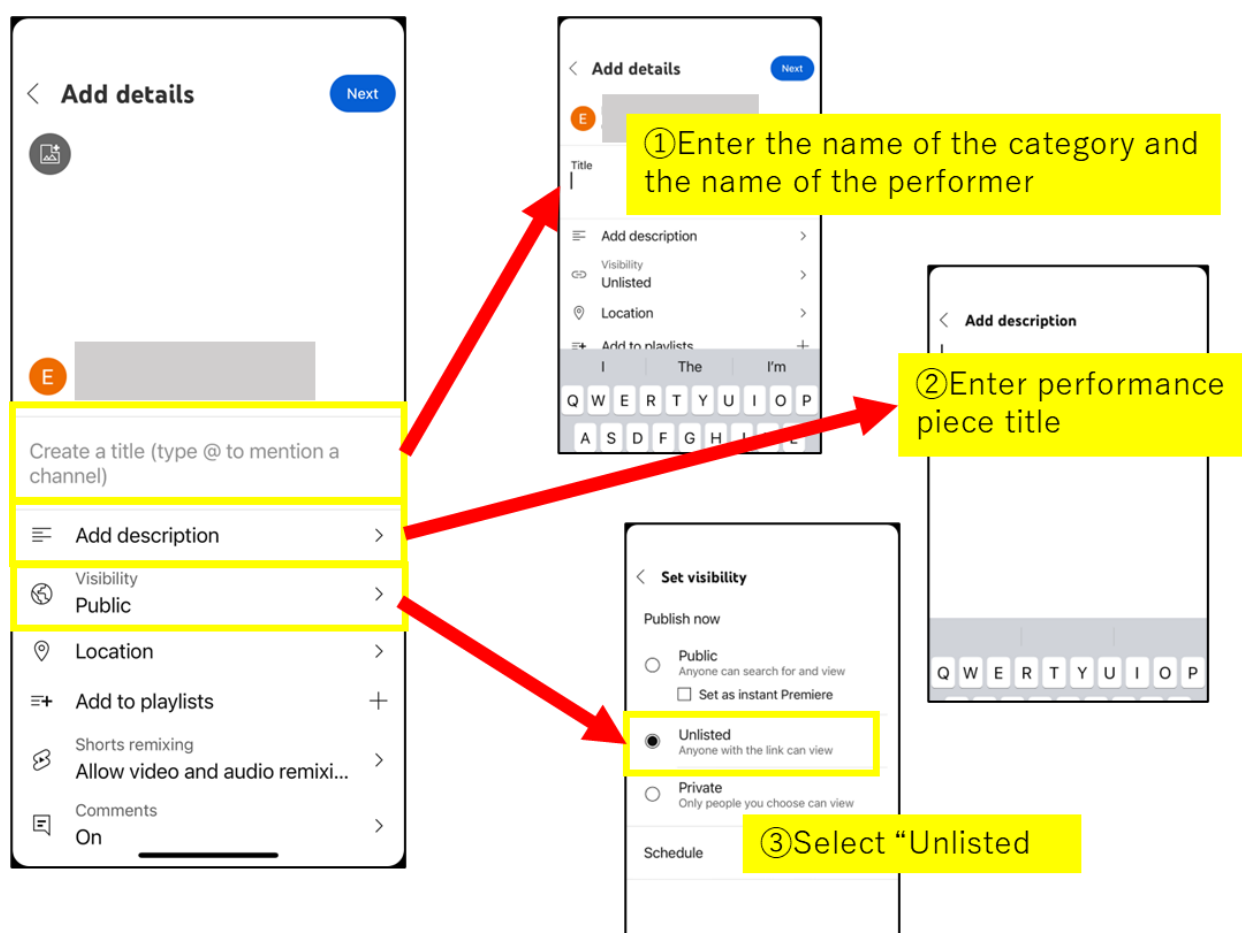 Add details
Next
E
Create a title (type @ to mention a
channel)
Add description
Visibility
Public
Location
Add to playlists
Shorts remixing
Allow video and audio remixi...
Comments
On
Add details
Next
E
①Enter the name of the category and
the name of the performer
Title
Add description
Visibility
Unlisted
Location
Add to playlists
I The I'm
Q W E R T Y U I O P
A S D F G H
Add description
②Enter performance
piece title
Q W E R T Y U I O P
Set visibility
Publish now
Public
Anyone can search for and view
Set as instant Premiere
Unlisted
Anyone with the link can view
Private
Only people you choose can view
Schedule
③Select “Unlisted